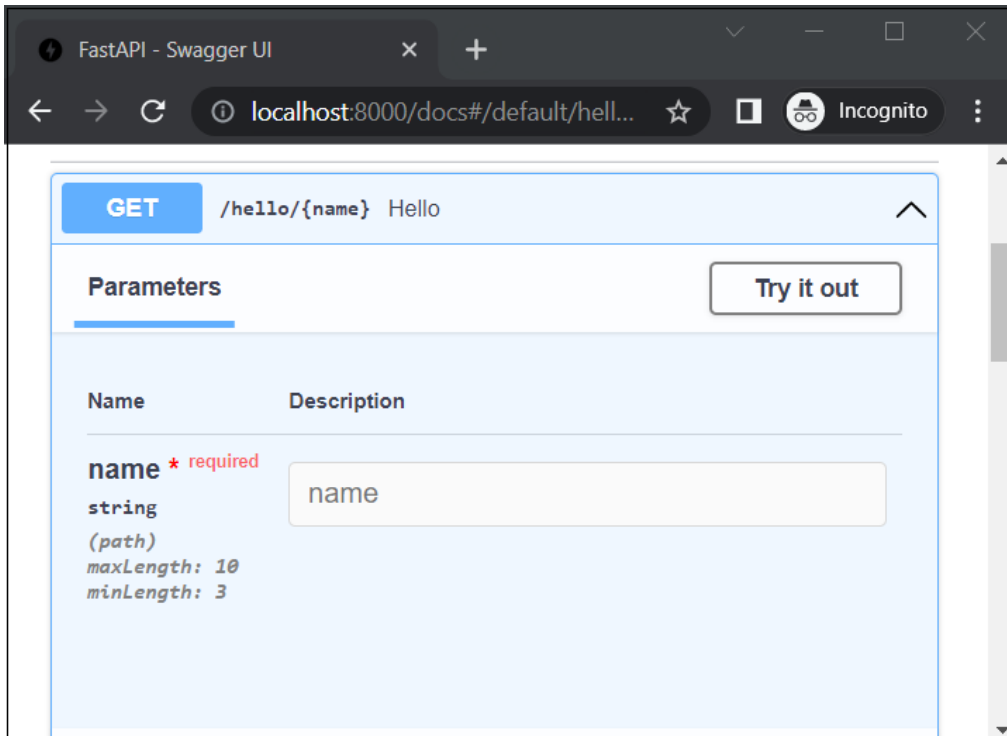 FastAPI - Swagger UI
localhost:8000/docs#/default/hell...
Incognito
GET /hello/{name} Hello
Parameters
Try it out
Name Description
name * required
name
string
(path)
maxLength: 10
minLength: 3